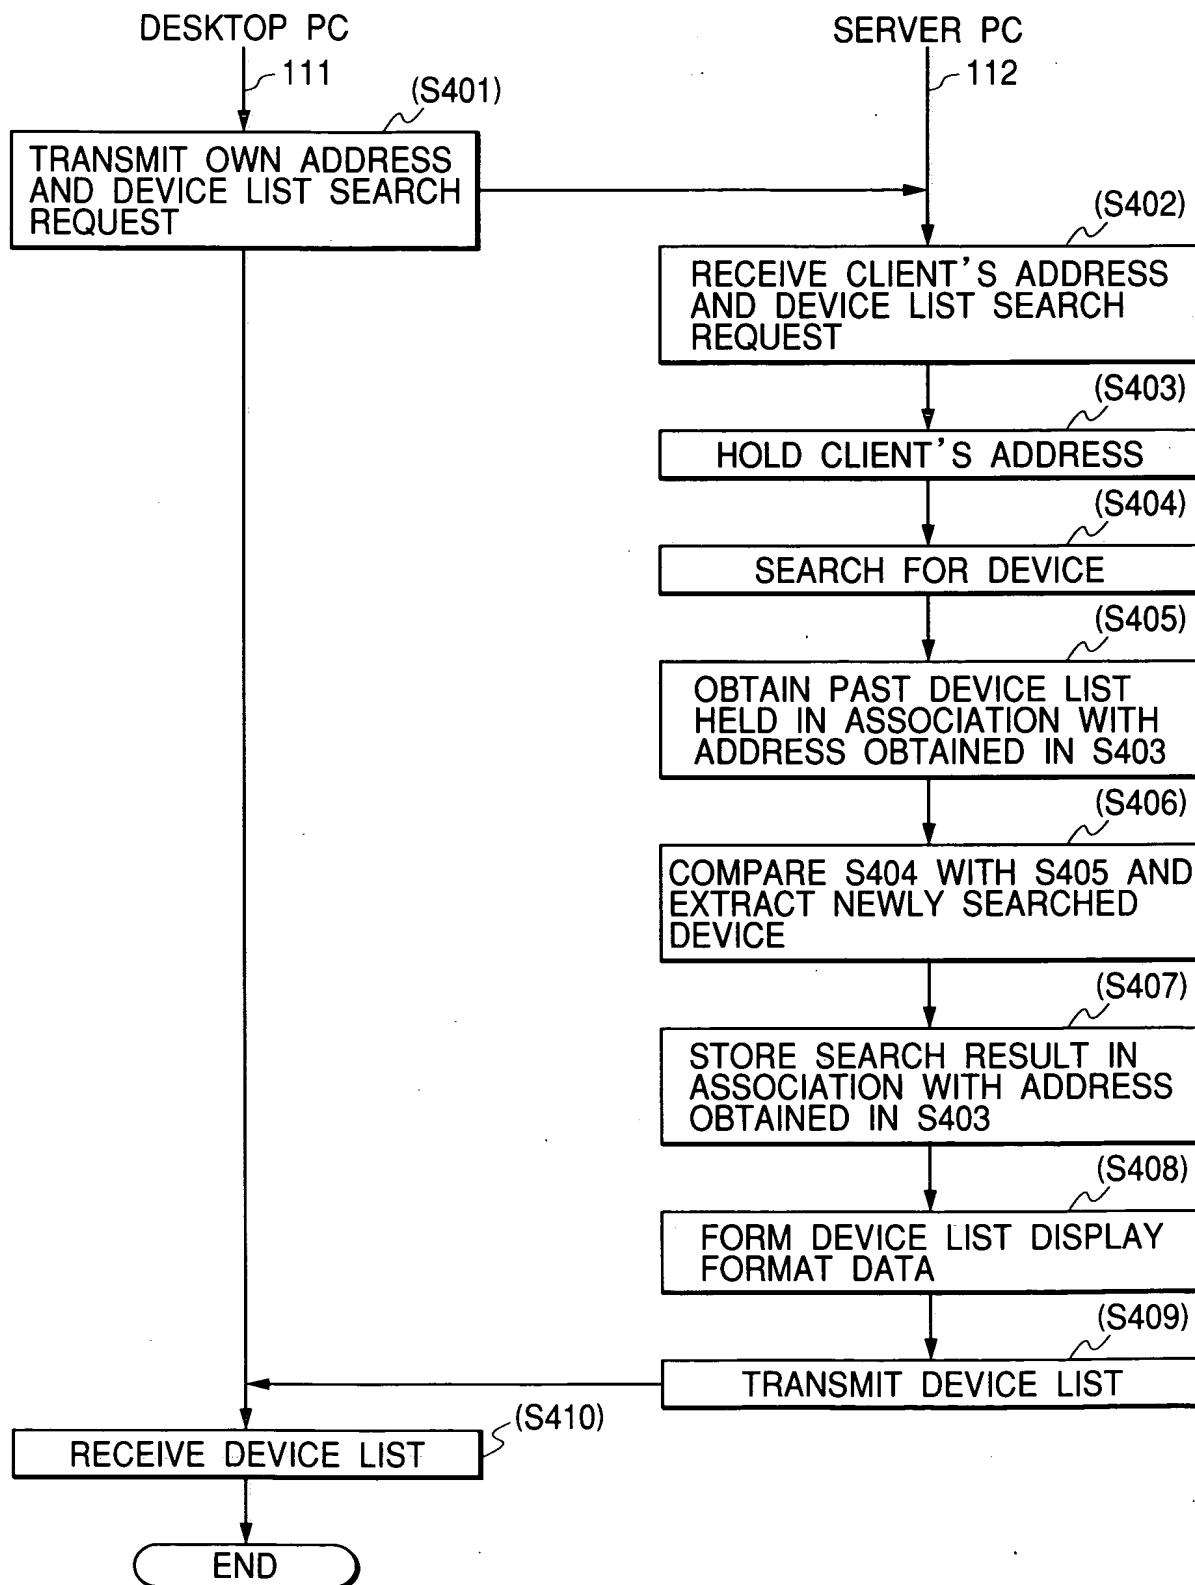 DESKTOP PC
SERVER PC
111
112
(S401)
TRANSMIT OWN ADDRESS
AND DEVICE LIST SEARCH
REQUEST
(S402)
RECEIVE CLIENT'S ADDRESS
AND DEVICE LIST SEARCH
REQUEST
(S403)
HOLD CLIENT'S ADDRESS
(S404)
SEARCH FOR DEVICE
(S405)
OBTAIN PAST DEVICE LIST
HELD IN ASSOCIATION WITH
ADDRESS OBTAINED IN S403
(S406)
COMPARE S404 WITH S405 AND
EXTRACT NEWLY SEARCHED
DEVICE
(S407)
STORE SEARCH RESULT IN
ASSOCIATION WITH ADDRESS
OBTAINED IN S403
(S408)
FORM DEVICE LIST DISPLAY
FORMAT DATA
(S409)
TRANSMIT DEVICE LIST
(S410)
RECEIVE DEVICE LIST
END